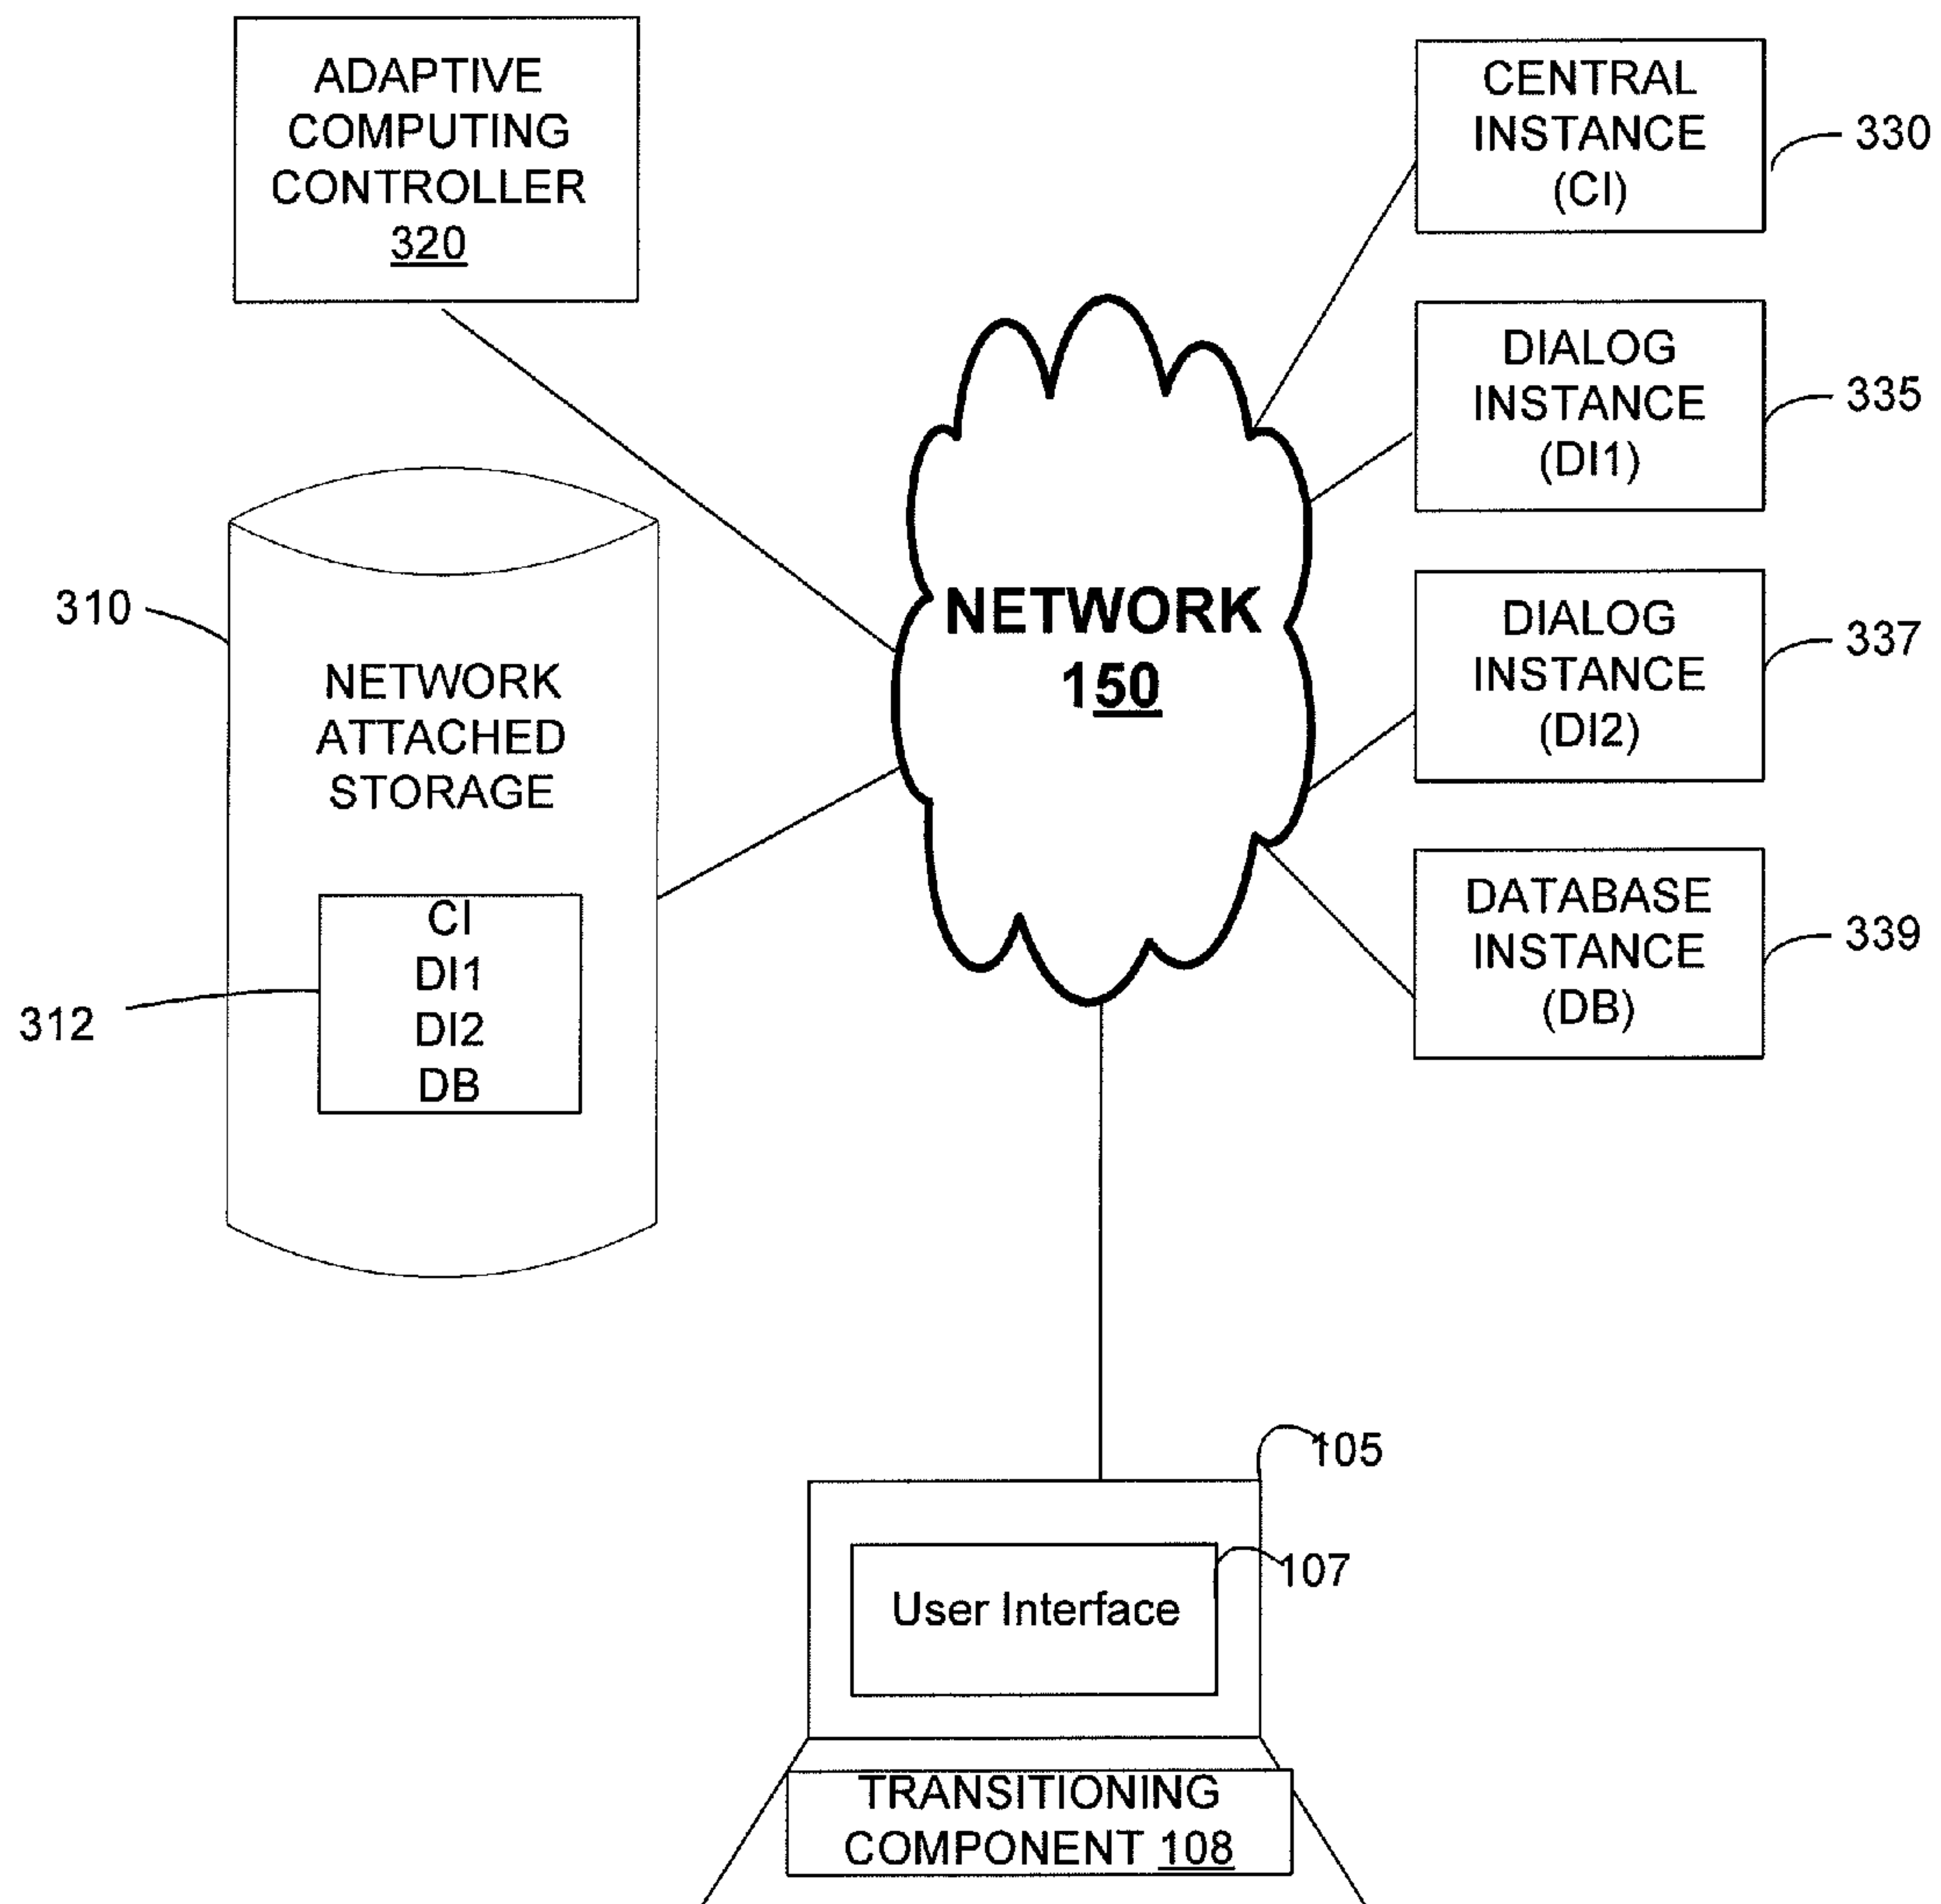 ADAPTIVE
COMPUTING
CONTROLLER
320
CENTRAL
INSTANCE
(CI)
330
DIALOG
INSTANCE
(DI1)
335
310
NETWORK
ATTACHED
STORAGE
NETWORK
150
DIALOG
INSTANCE
(DI2)
337
312
CI
DI1
DI2
DB
DATABASE
INSTANCE
(DB)
339
105
User Interface
107
TRANSITIONING
COMPONENT 108